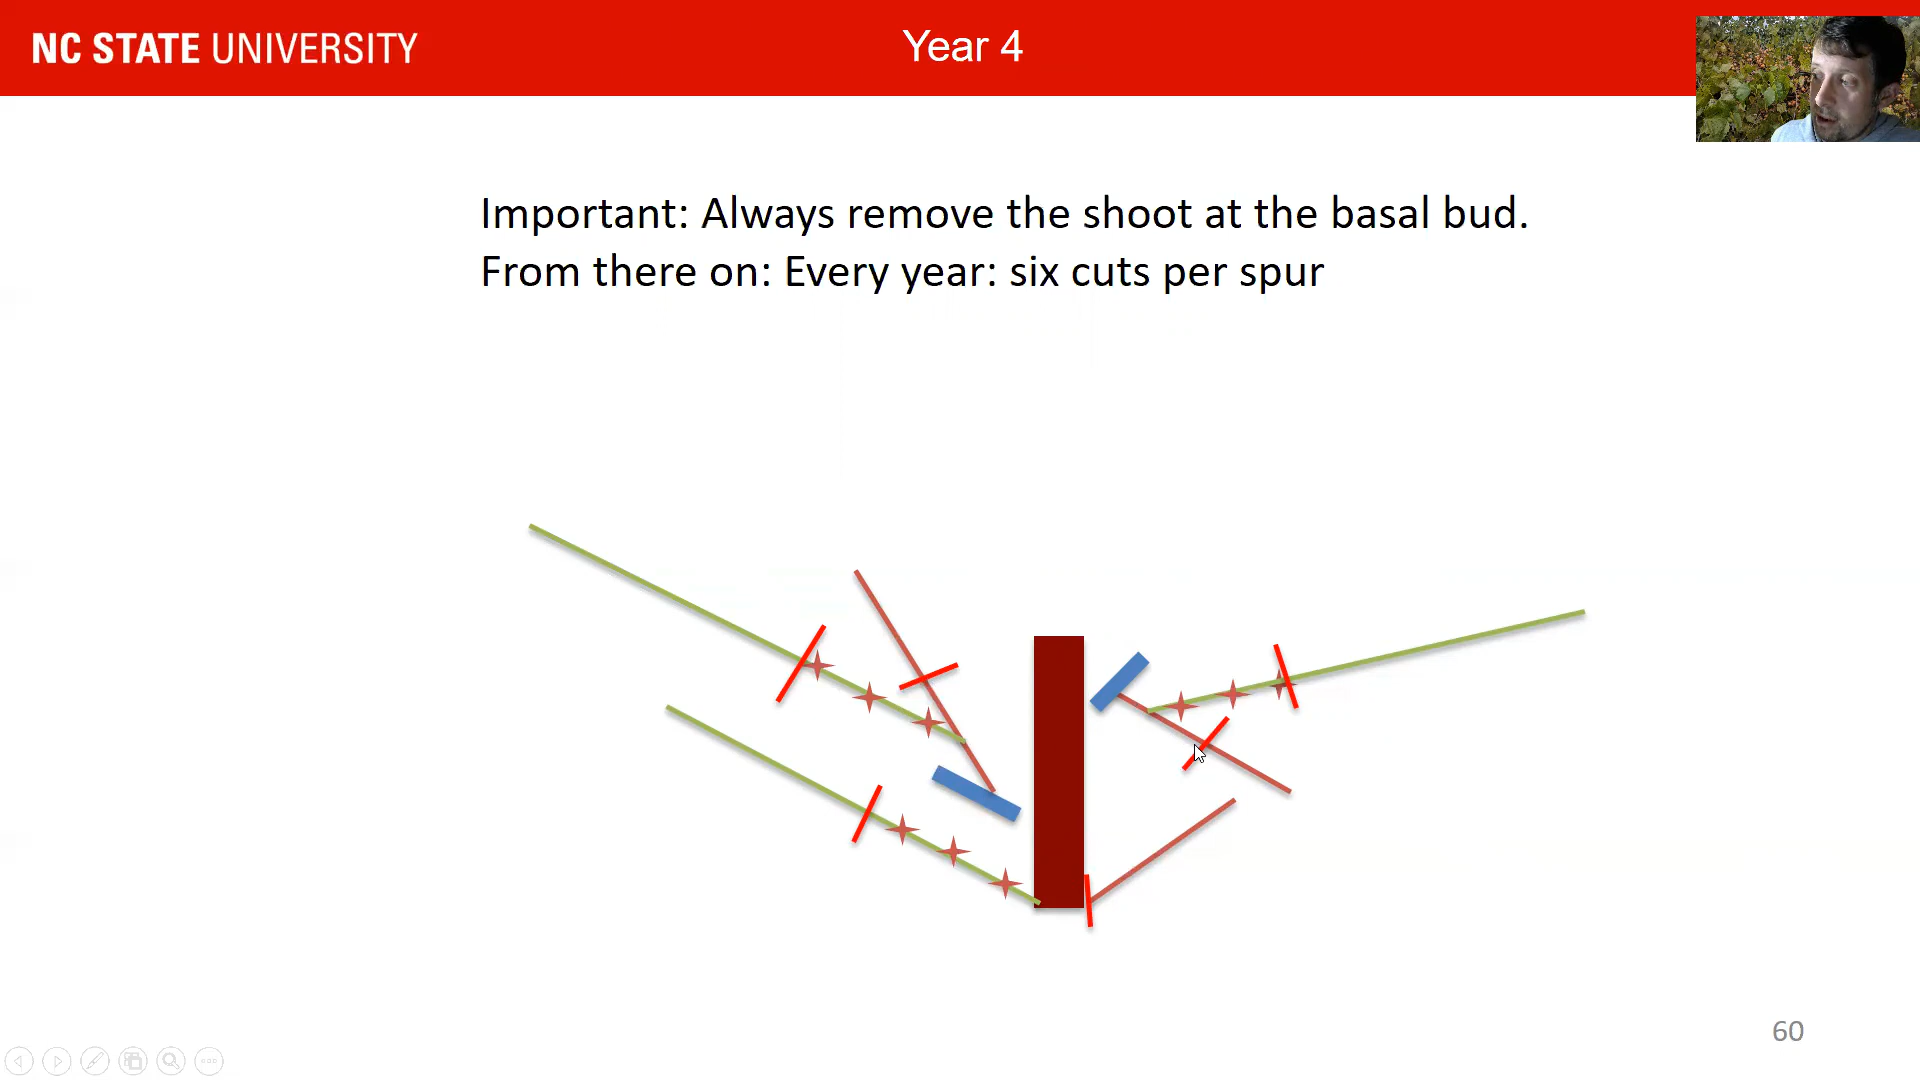 NC STATE UNIVERSITY
Year 4
Important: Always remove the shoot at the basal bud.
From there on: Every year: six cuts per spur
60